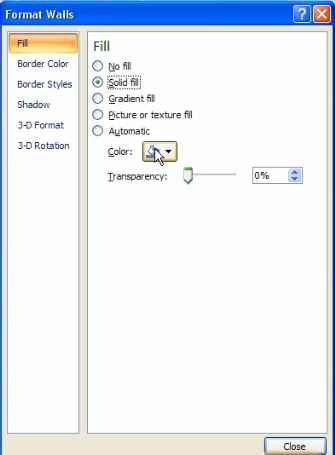 Format Walls
Fill
Border Color
Border Styles
Shadow
3-D Format
3-D Rotation
Fill
No fill
Solid fill
Gradient fill
Picture or texture fill
Automatic
Color:
Transparency:
0%
Close